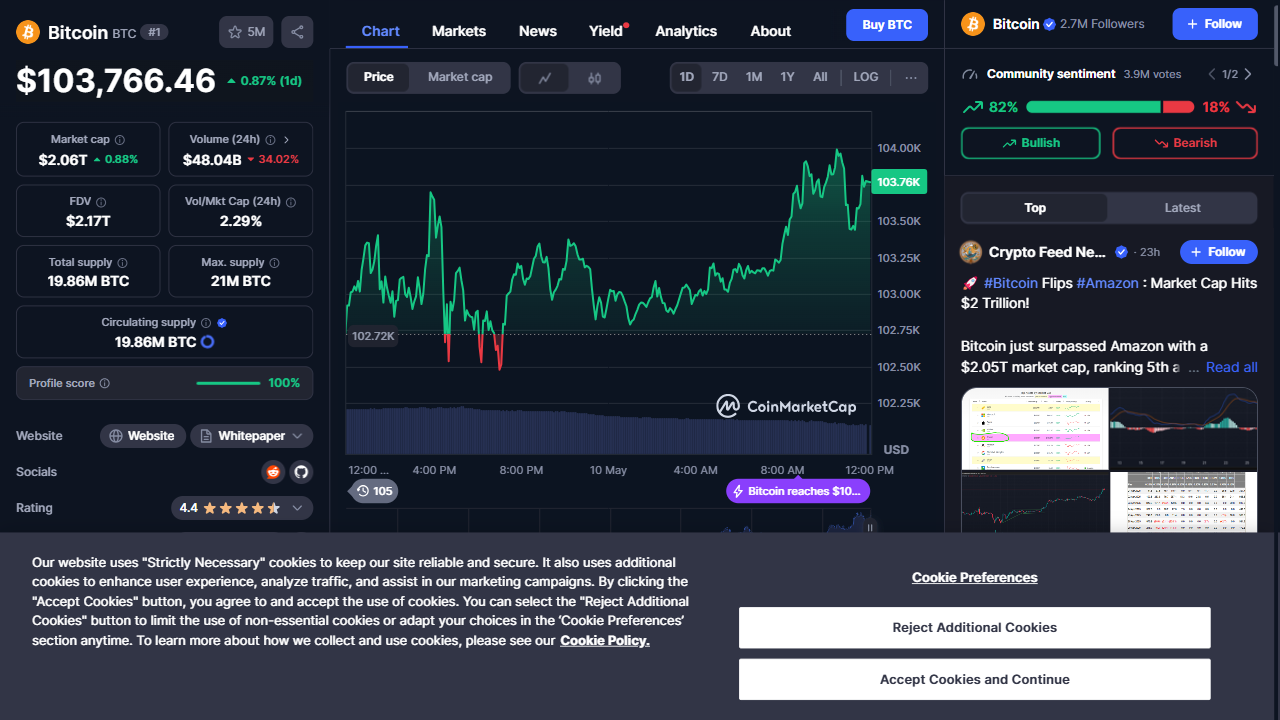 Bitcoin BTC #1
5M
$103,766.46
0.87% (1d)
Market cap
$2.06T 0.88%
Volume (24h)
$48.04B 34.02%
FDV
$2.17T
Vol/Mkt Cap (24h)
2.29%
Total supply
19.86M BTC
Max. supply
21M BTC
Circulating supply
19.86M BTC
Profile score
100%
Website
Website
Whitepaper
Socials
Rating
4.4
Chart
Markets
News
Yield
Analytics
About
Buy BTC
Price
Market cap
1D
7D
1M
1Y
All
LOG
...
104.00K
103.76K
103.50K
103.25K
103.00K
102.75K
102.50K
102.25K
102.72K
CoinMarketCap
USD
12:00 ...
4:00 PM
8:00 PM
10 May
4:00 AM
8:00 AM
12:00 PM
105
Bitcoin reaches $10...
Bitcoin 2.7M Followers
+ Follow
Community sentiment 3.9M votes
1/2
82%
18%
Bullish
Bearish
Top
Latest
Crypto Feed Ne... · 23h
+ Follow
#Bitcoin Flips #Amazon : Market Cap Hits
$2 Trillion!
Bitcoin just surpassed Amazon with a
$2.05T market cap, ranking 5th a ... Read all
Our website uses "Strictly Necessary" cookies to keep our site reliable and secure. It also uses additional
cookies to enhance user experience, analyze traffic, and assist in our marketing campaigns. By clicking the
"Accept Cookies" button, you agree to and accept the use of cookies. You can select the "Reject Additional
Cookies" button to limit the use of non-essential cookies or adapt your choices in the ‘Cookie Preferences’
section anytime. To learn more about how we collect and use cookies, please see our Cookie Policy.
Cookie Preferences
Reject Additional Cookies
Accept Cookies and Continue